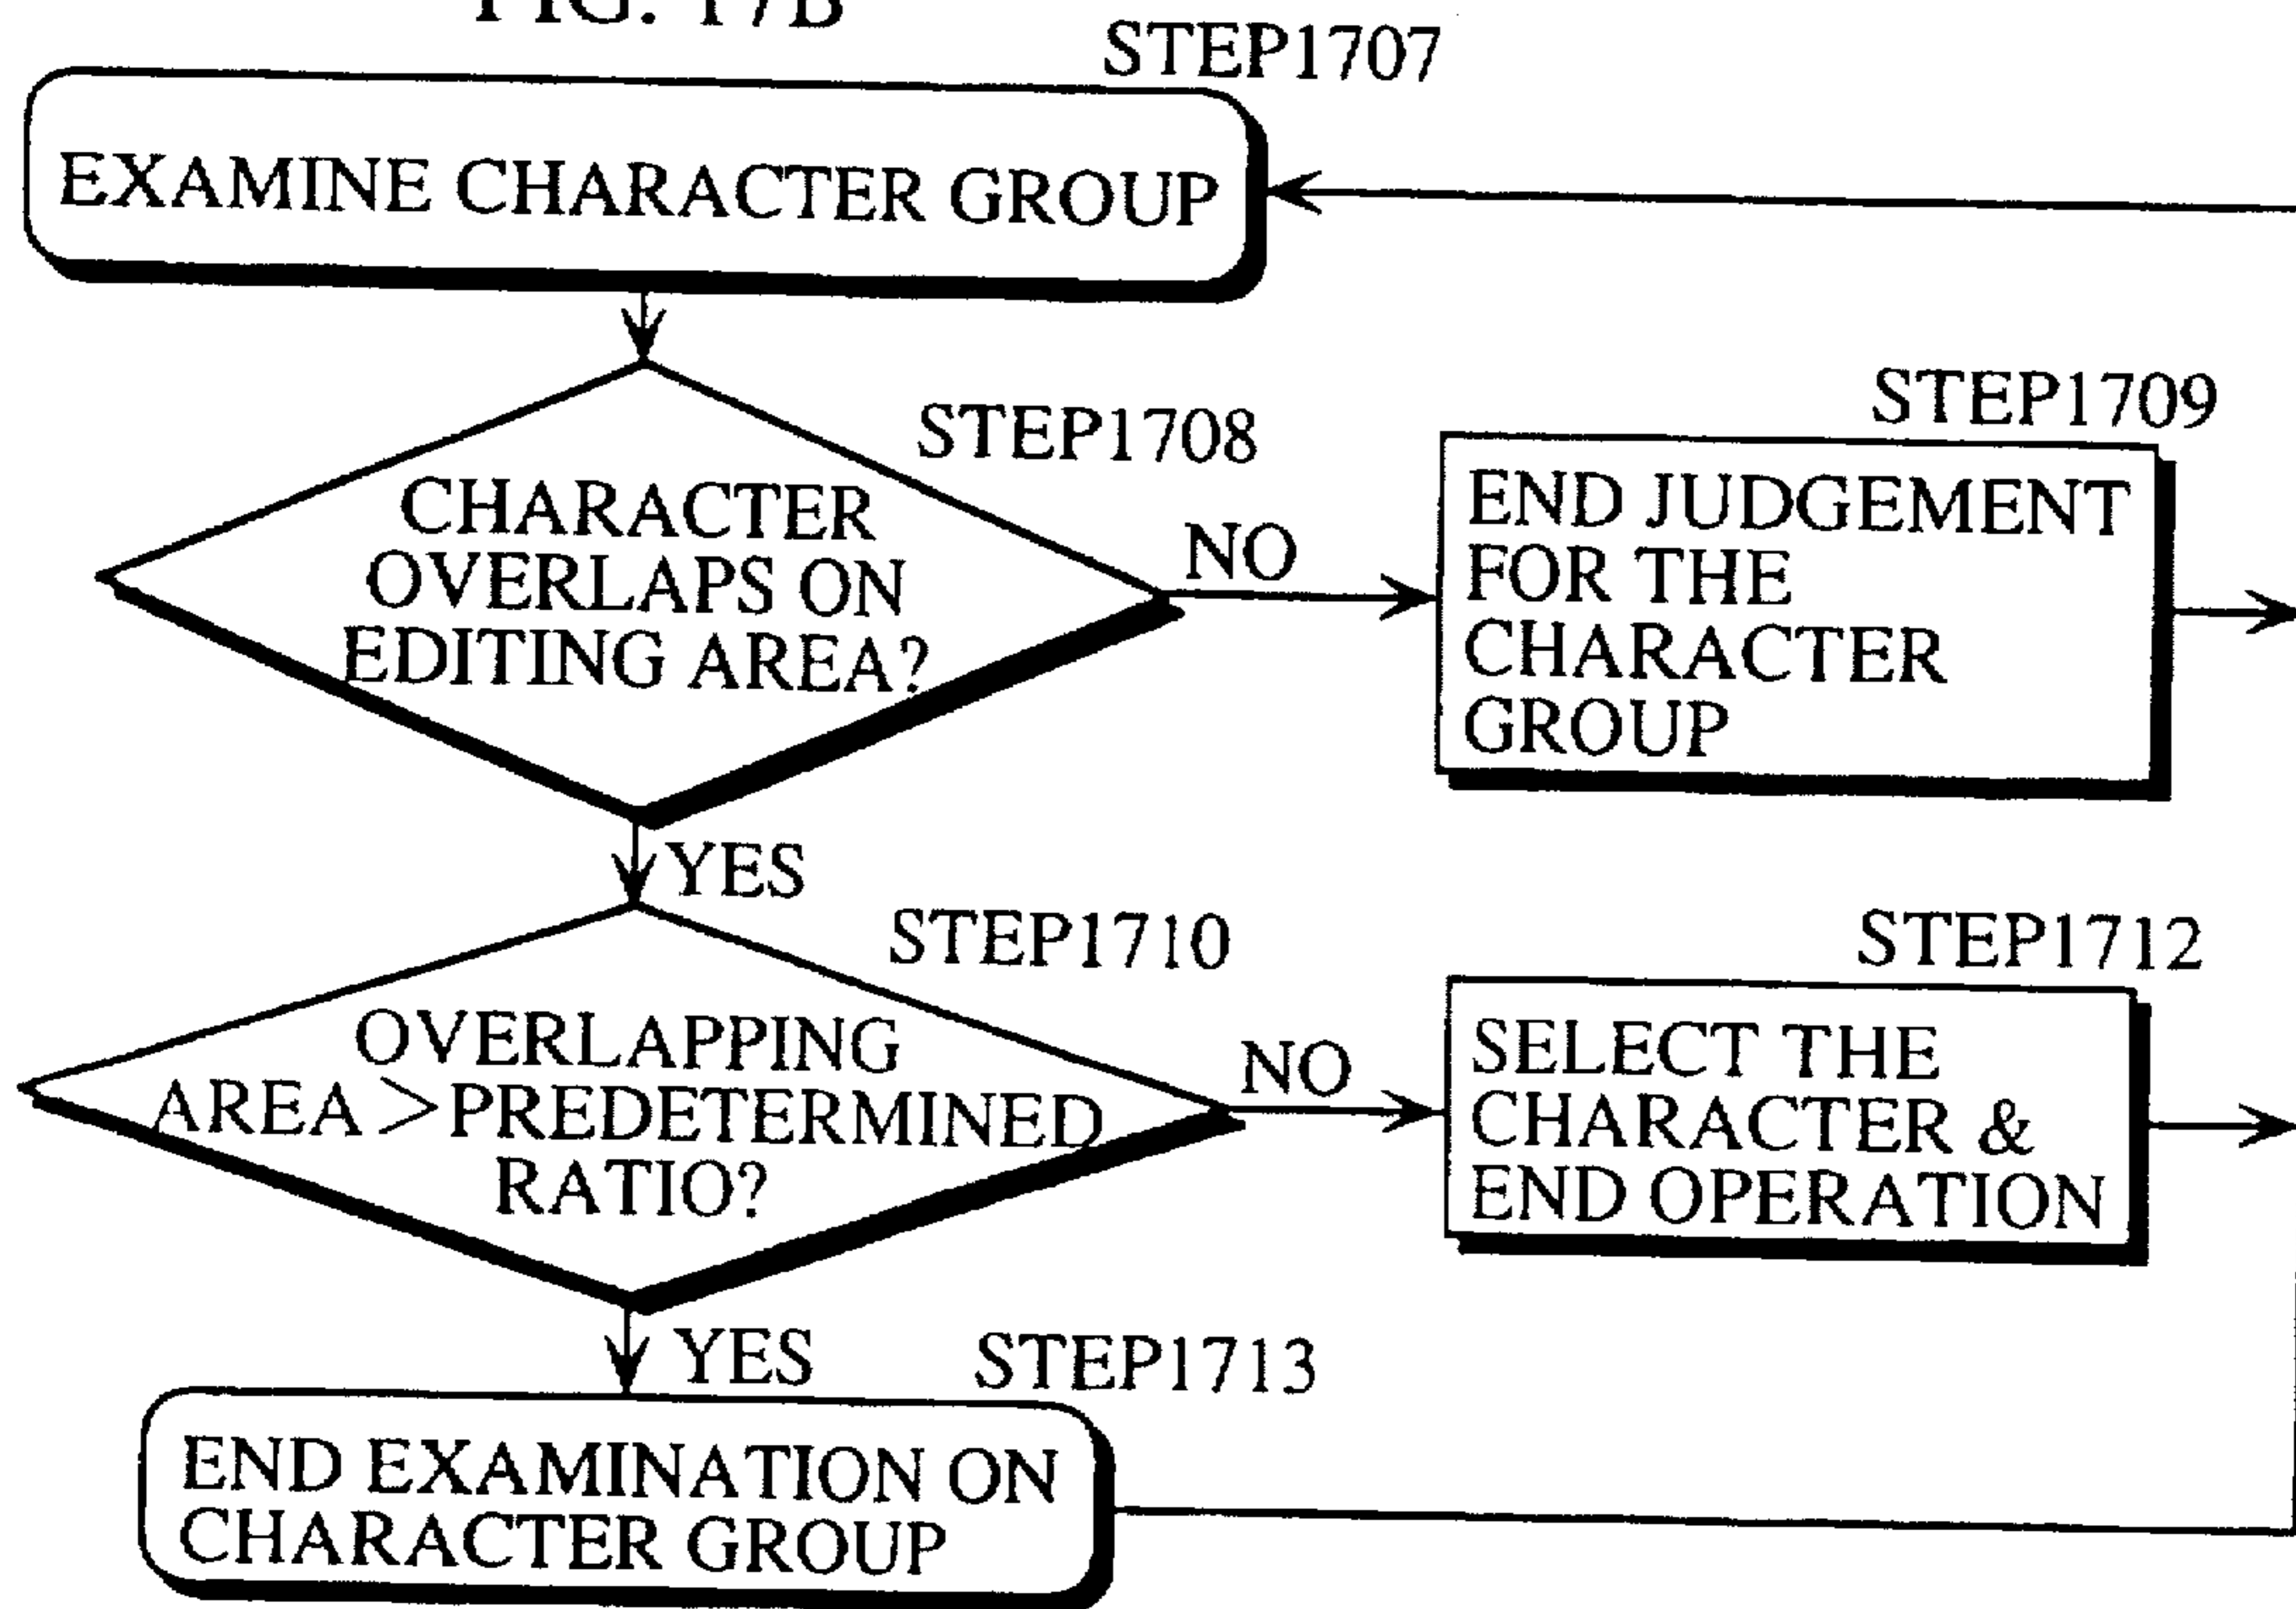 FIG. 17B
STEP1707
EXAMINE CHARACTER GROUP
STEP1708
CHARACTER
OVERLAPS ON
EDITING AREA?
NO
STEP1709
END JUDGEMENT
FOR THE
CHARACTER
GROUP
YES
STEP1710
OVERLAPPING
AREA >PREDETERMINED
RATIO?
NO
STEP1712
SELECT THE
CHARACTER &
END OPERATION
YES
STEP1713
END EXAMINATION ON
CHARACTER GROUP